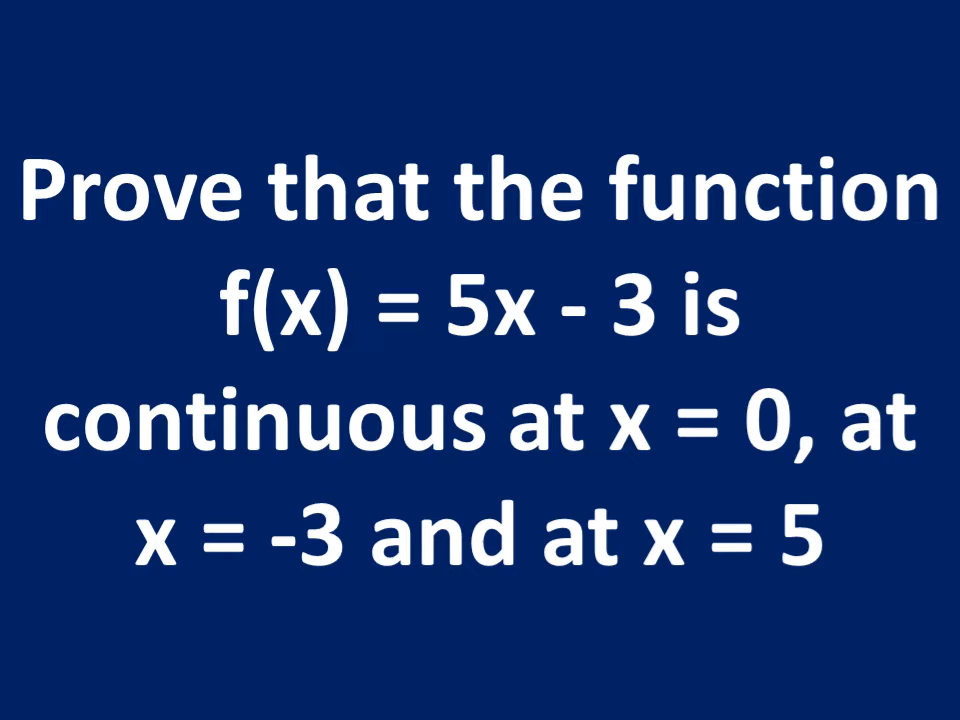 Prove that the function
f(x) = 5x - 3 is
continuous at x = 0, at
x = -3 and at x = 5